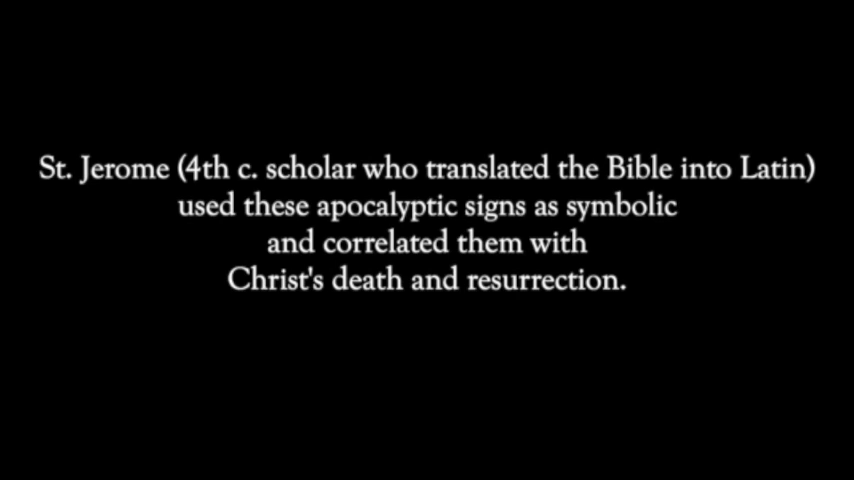 St. Jerome (4th c. scholar who translated the Bible into Latin)
used these apocalyptic signs as symbolic
and correlated them with
Christ's death and resurrection.